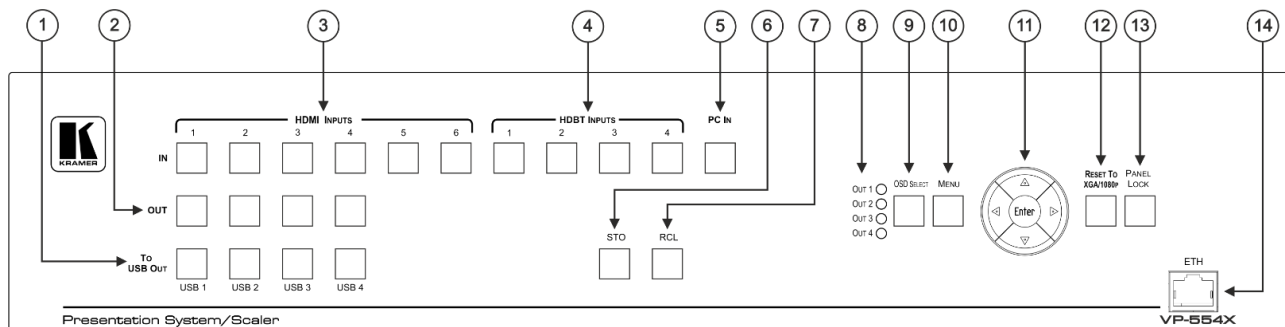 1 2 3 4 5 6 7 8 9 10 11 12 13 14
HDMI INPUTS HDBT INPUTS PC IN
1 2 3 4 5 6 1 2 3 4
KRAMER
IN
OSD SELECT MENU RESET TO XGA/1080P PANEL LOCK
OUT 1
OUT 2
OUT 3
OUT 4
Enter
OUT
STO RCL
TO USB OUT
USB 1 USB 2 USB 3 USB 4
ETH
Presentation System/Scaler VP-554X